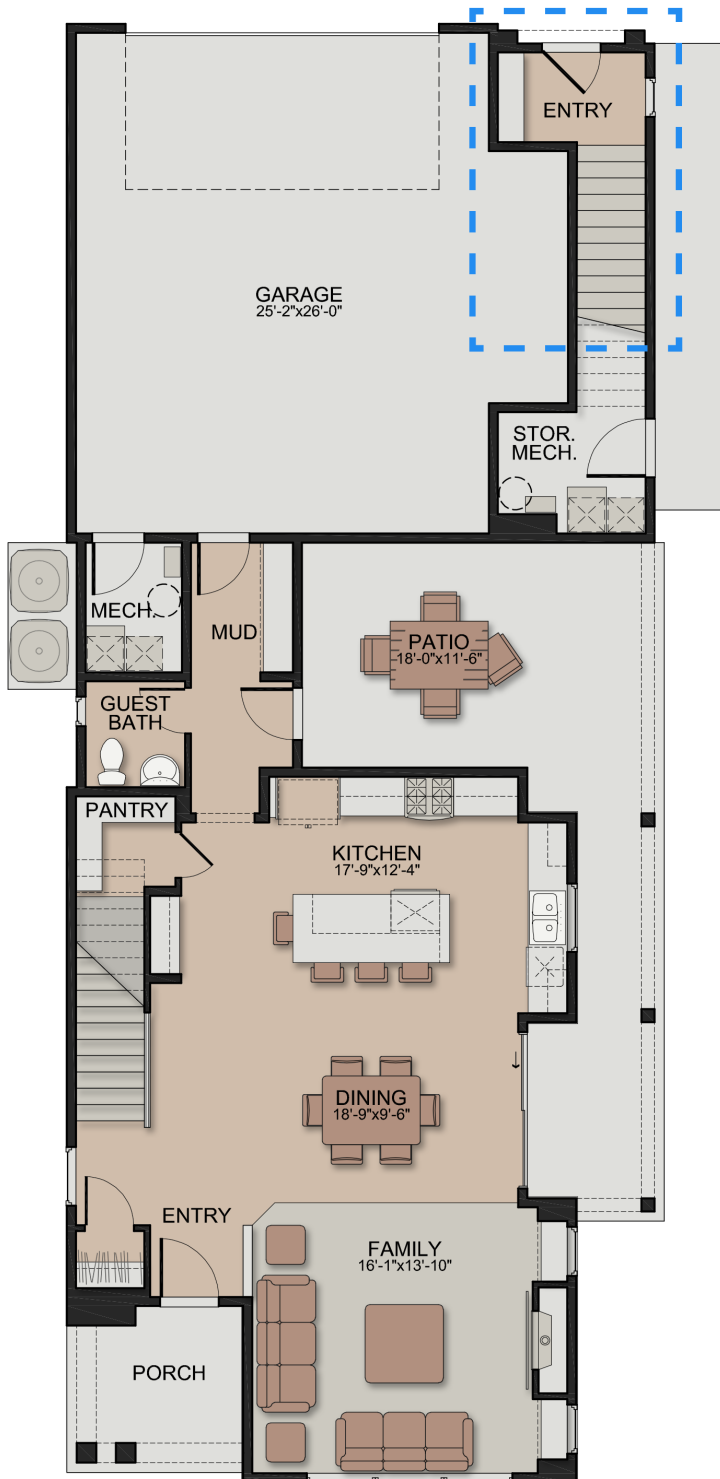 ENTRY
GARAGE
25'-2"x26'-0"
STOR.
MECH.
MECH.
MUD
PATIO
18'-0"x11'-6"
GUEST
BATH
PANTRY
KITCHEN
17'-9"x12'-4"
DINING
18'-9"x9'-6"
ENTRY
FAMILY
16'-1"x13'-10"
PORCH